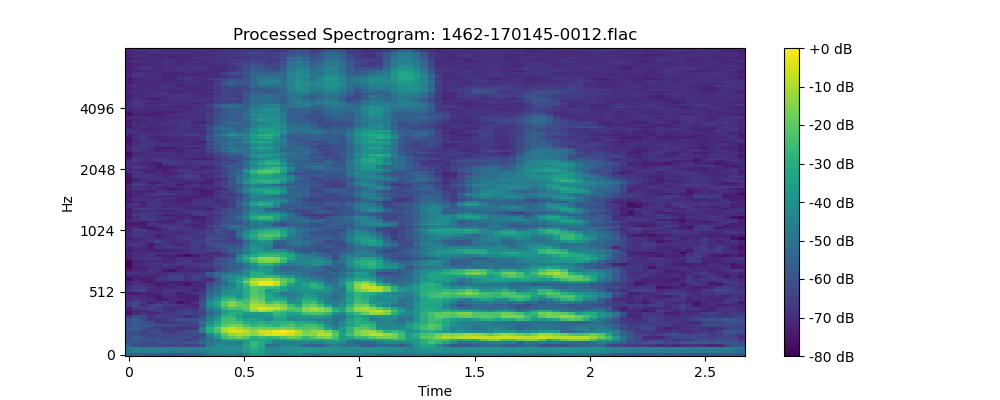 Processed Spectrogram: 1462-170145-0012.flac
Hz
4096
2048
1024
512
0
0
0.5
1
1.5
2
2.5
Time
+0 dB
-10 dB
-20 dB
-30 dB
-40 dB
-50 dB
-60 dB
-70 dB
-80 dB